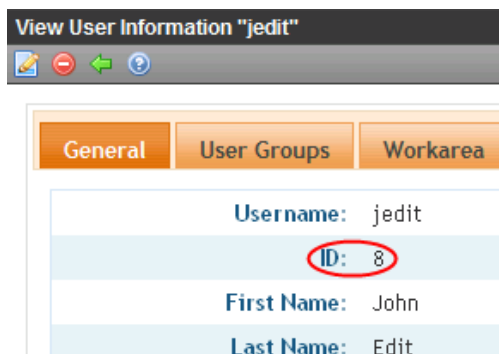 View User Information "jedit"
General User Groups Workarea
Username: jedit
ID: 8
First Name: John
Last Name: Edit